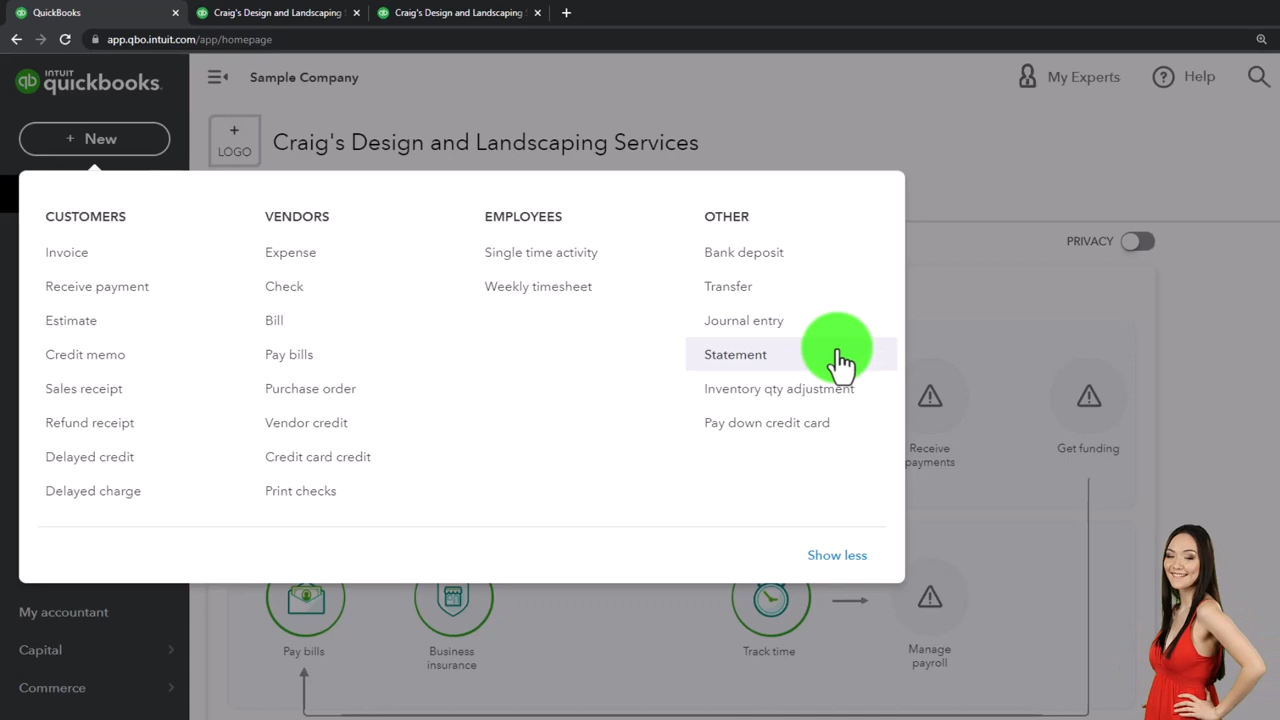 QuickBooks
Craig's Design and Landscaping
Craig's Design and Landscaping
app.qbo.intuit.com/app/homepage
INTUIT
quickbooks.
qb
Sample Company
My Experts
Help
+ New
+
LOGO
Craig's Design and Landscaping Services
PRIVACY
CUSTOMERS
Invoice
Receive payment
Estimate
Credit memo
Sales receipt
Refund receipt
Delayed credit
Delayed charge
VENDORS
Expense
Check
Bill
Pay bills
Purchase order
Vendor credit
Credit card credit
Print checks
EMPLOYEES
Single time activity
Weekly timesheet
OTHER
Bank deposit
Transfer
Journal entry
Statement
Inventory qty adjustment
Pay down credit card
Show less
Receive
payments
Get funding
My accountant
Capital
Commerce
Pay bills
Business
insurance
Track time
Manage
payroll